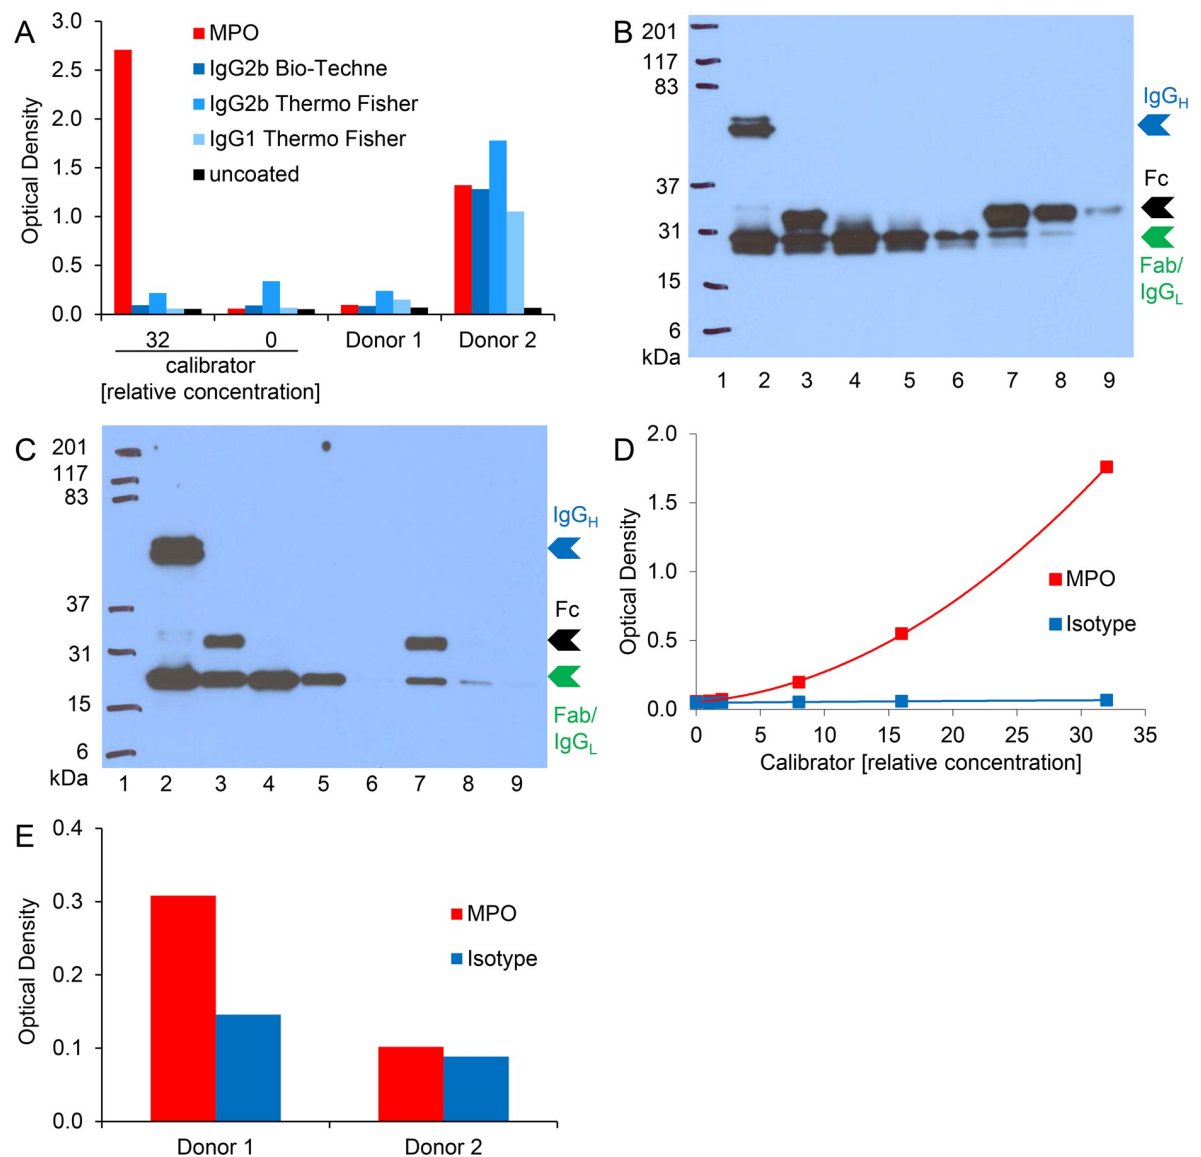 A
3.0
2.5
2.0
1.5
1.0
0.5
0.0
Optical Density
MPO
IgG2b Bio-Techne
IgG2b Thermo Fisher
IgG1 Thermo Fisher
uncoated
32 0 Donor 1 Donor 2
calibrator
[relative concentration]
B
201
117
83
37
31
15
6
kDa
1 2 3 4 5 6 7 8 9
IgGH
Fc
Fab/
IgGL
C
201
117
83
37
31
15
6
kDa
1 2 3 4 5 6 7 8 9
IgGH
Fc
Fab/
IgGL
D
2.0
1.5
1.0
0.5
0.0
Optical Density
MPO
Isotype
0 5 10 15 20 25 30 35
Calibrator [relative concentration]
E
0.4
0.3
0.2
0.1
0.0
Optical Density
MPO
Isotype
Donor 1 Donor 2